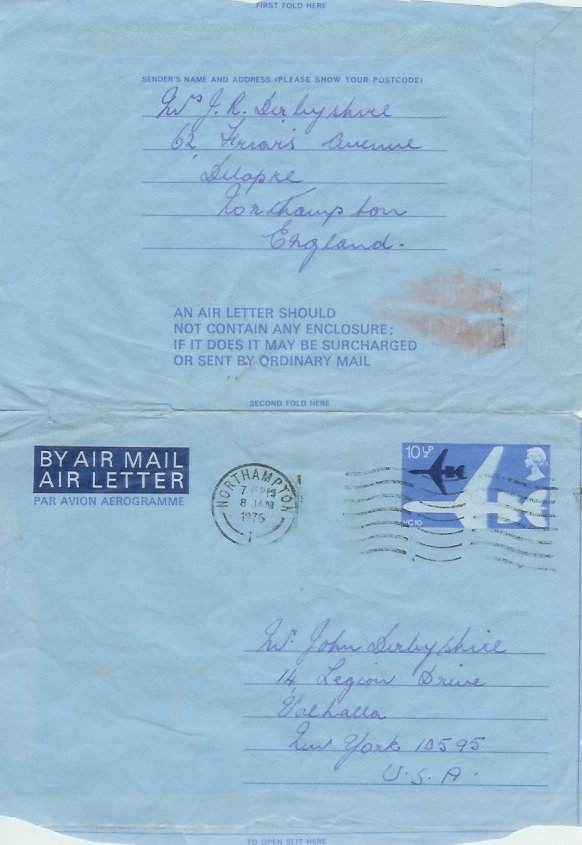 FIRST FOLD HERE
SENDER'S NAME AND ADDRESS (PLEASE SHOW YOUR POSTCODE)
Mrs J. R. Derbyshire
62 Friars Avenue
Delapre
Northampton
England.
AN AIR LETTER SHOULD
NOT CONTAIN ANY ENCLOSURE;
IF IT DOES IT MAY BE SURCHARGED
OR SENT BY ORDINARY MAIL
SECOND FOLD HERE
BY AIR MAIL
AIR LETTER
PAR AVION AEROGRAMME
NORTHAMPTON
8 JAN
1976
10½P
VC10
Mr. John Derbyshire
14 Legion Drive
Valhalla
New York 10595
U.S.A.
TO OPEN SLIT HERE